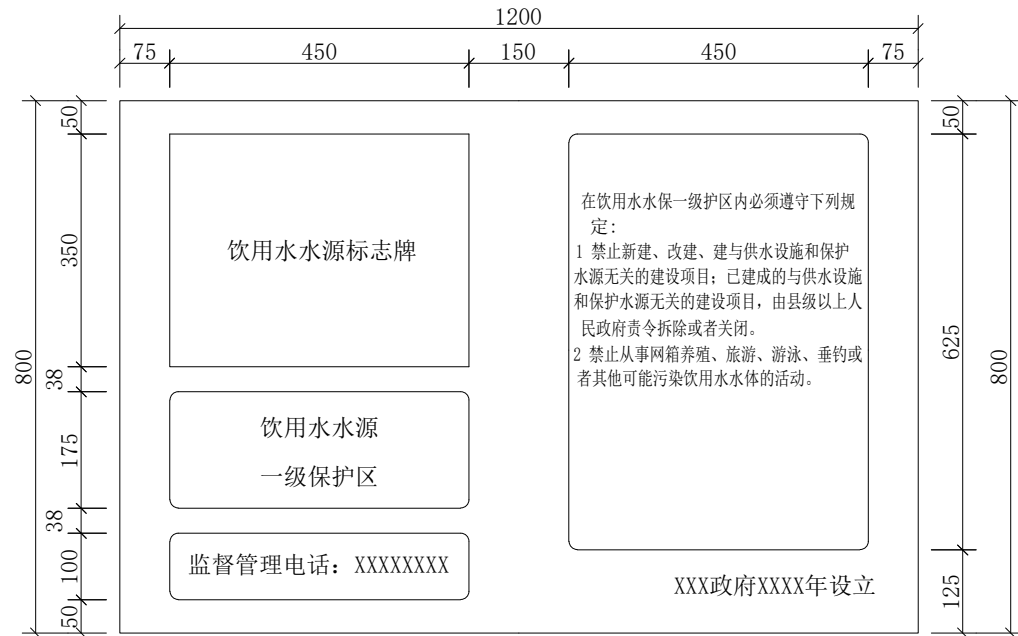 1200
75
450
150
450
75
50
350
38
175
38
100
50
800
饮用水水源标志牌
饮用水水源
一级保护区
监督管理电话：XXXXXXXX
在饮用水水保一级护区内必须遵守下列规
定：
1 禁止新建、改建、建与供水设施和保护
水源无关的建设项目；已建成的与供水设施
和保护水源无关的建设项目，由县级以上人
民政府责令拆除或者关闭。
2 禁止从事网箱养殖、旅游、游泳、垂钓或
者其他可能污染饮用水水体的活动。
XXX政府XXXX年设立
50
625
125
800